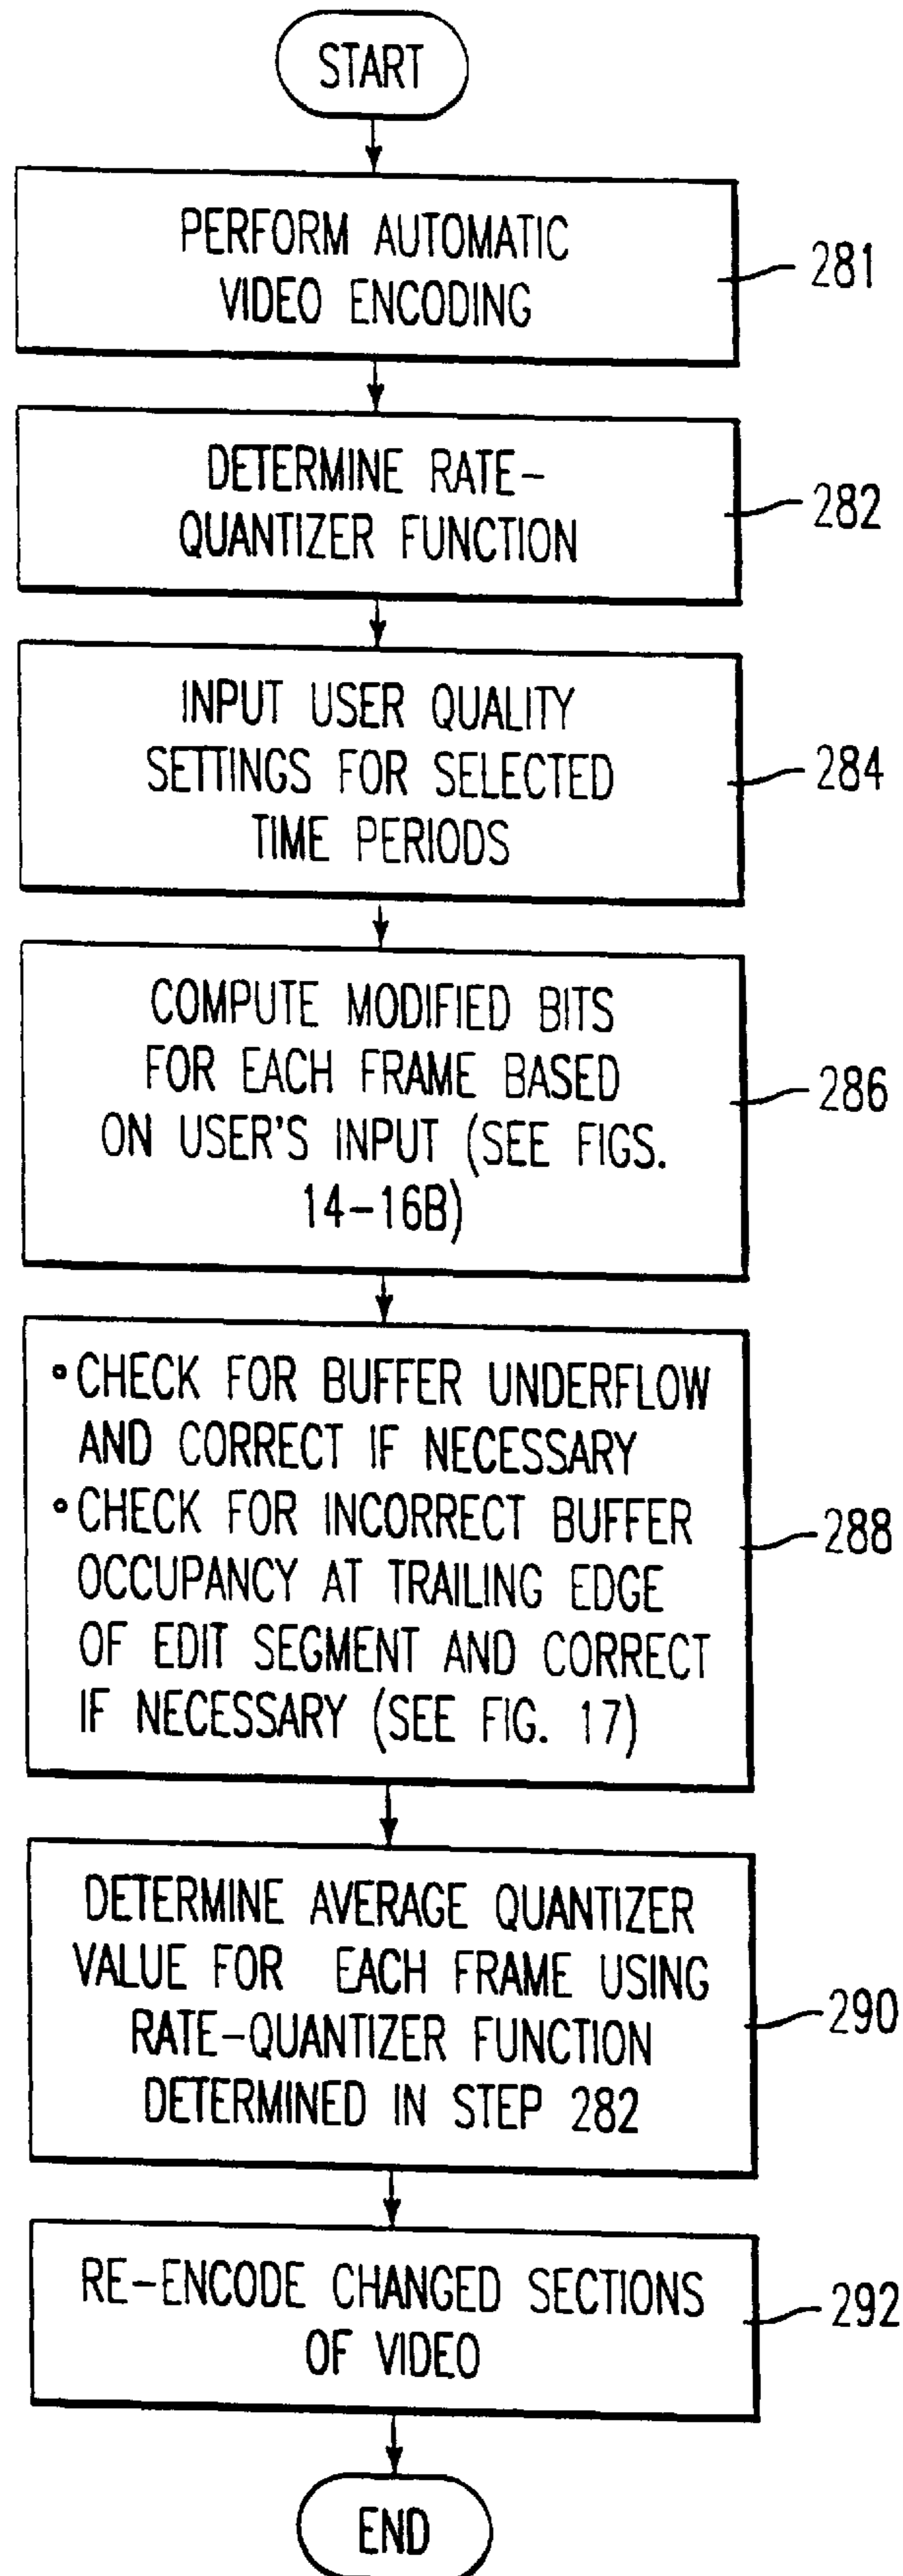 START
PERFORM AUTOMATIC
VIDEO ENCODING
281
DETERMINE RATE-
QUANTIZER FUNCTION
282
INPUT USER QUALITY
SETTINGS FOR SELECTED
TIME PERIODS
284
COMPUTE MODIFIED BITS
FOR EACH FRAME BASED
ON USER'S INPUT (SEE FIGS.
14-16B)
286
•CHECK FOR BUFFER UNDERFLOW
AND CORRECT IF NECESSARY
•CHECK FOR INCORRECT BUFFER
OCCUPANCY AT TRAILING EDGE
OF EDIT SEGMENT AND CORRECT
IF NECESSARY (SEE FIG. 17)
288
DETERMINE AVERAGE QUANTIZER
VALUE FOR EACH FRAME USING
RATE-QUANTIZER FUNCTION
DETERMINED IN STEP 282
290
RE-ENCODE CHANGED SECTIONS
OF VIDEO
292
END